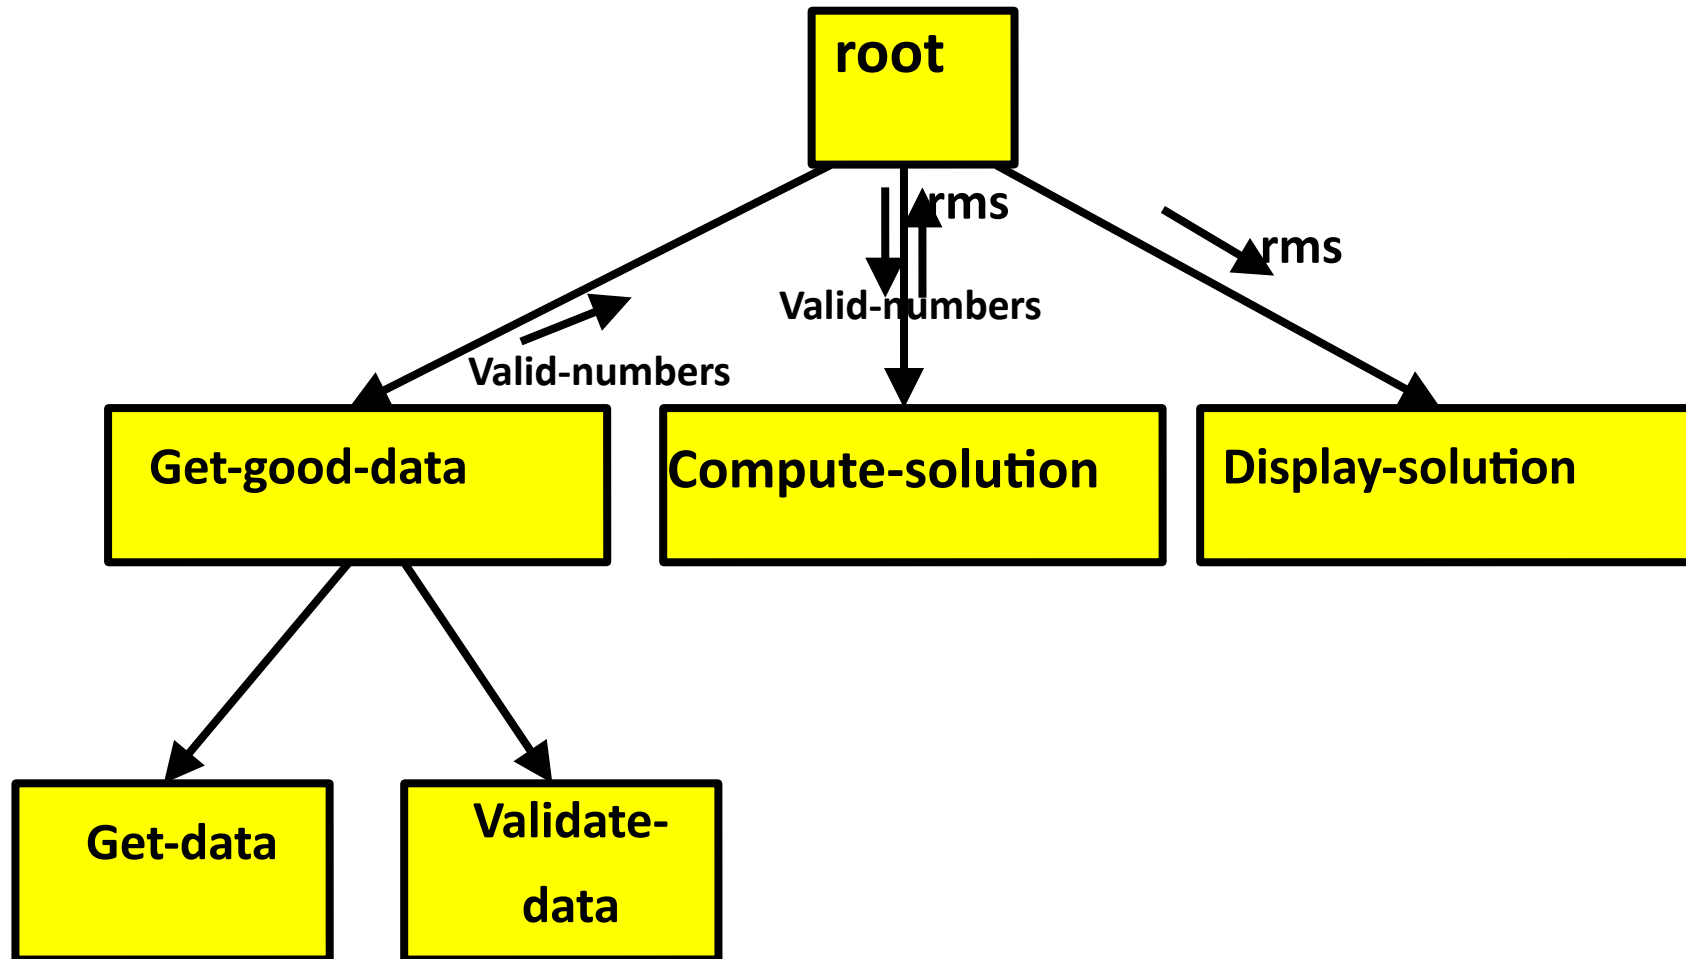 root
rms
rms
Valid-numbers
Valid-numbers
Get-good-data
Compute-solution
Display-solution
Get-data
Validate-
data